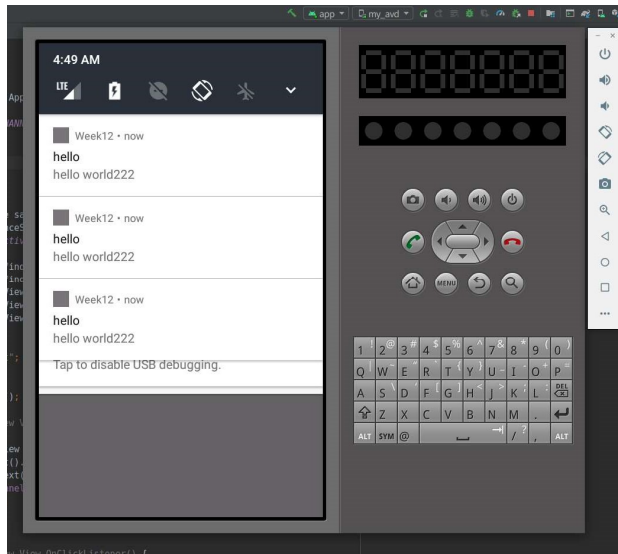 app
my_avd
4:49 AM
LTE
Week12 • now
hello
hello world222
Week12 • now
hello
hello world222
Week12 • now
hello
hello world222
Tap to disable USB debugging.
MENU
1 ! 2 @ 3 # 4 $ 5 % 6 ^ 7 & 8 * 9 ( 0 )
Q | W ~ E " R ` T { Y } U _ I - O + P =
A S \ D ' F [ G ] H < J > K ; L : DEL
Z X C V B N M .
ALT SYM @ / ? , ALT
App